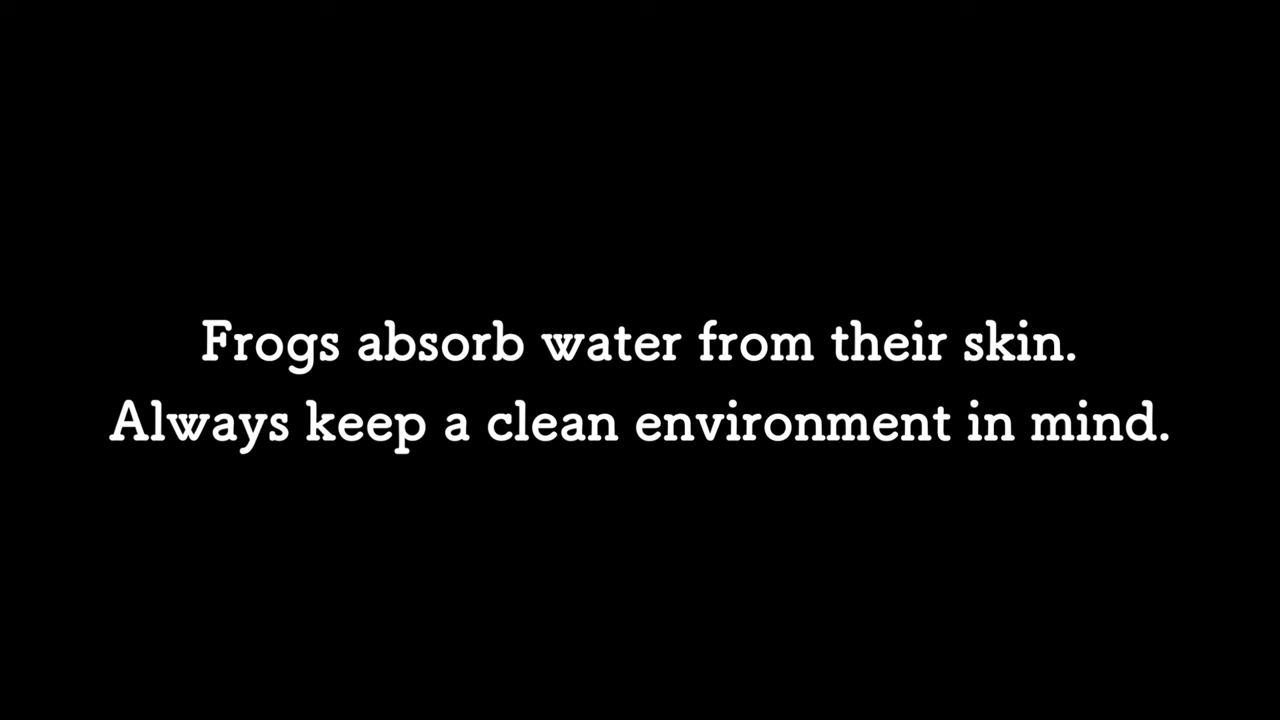 Frogs absorb water from their skin.
Always keep a clean environment in mind.